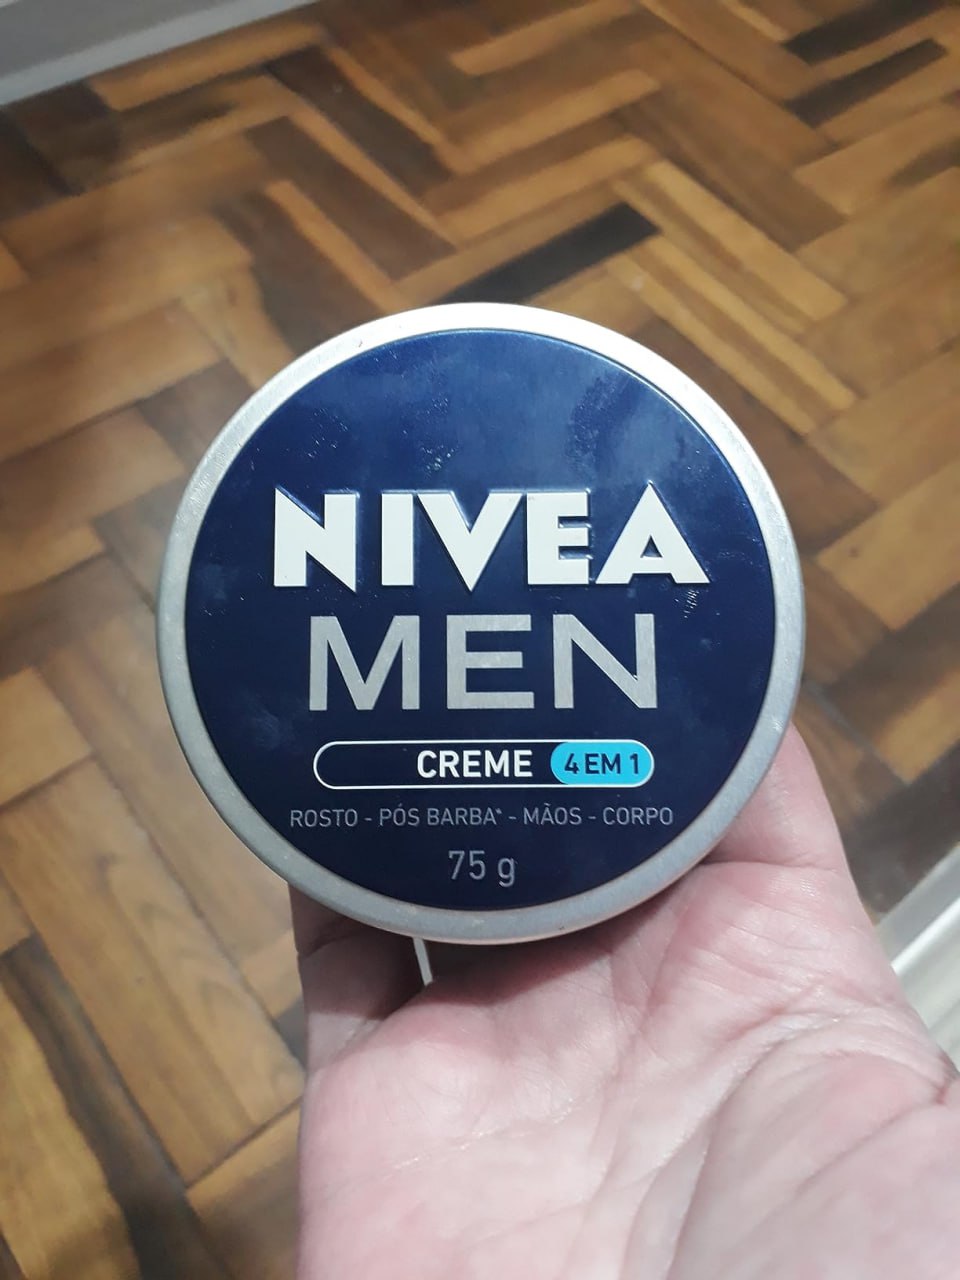 NIVEA
MEN
CREME 4 EM 1
ROSTO - PÓS BARBA* - MÃOS - CORPO
75 g